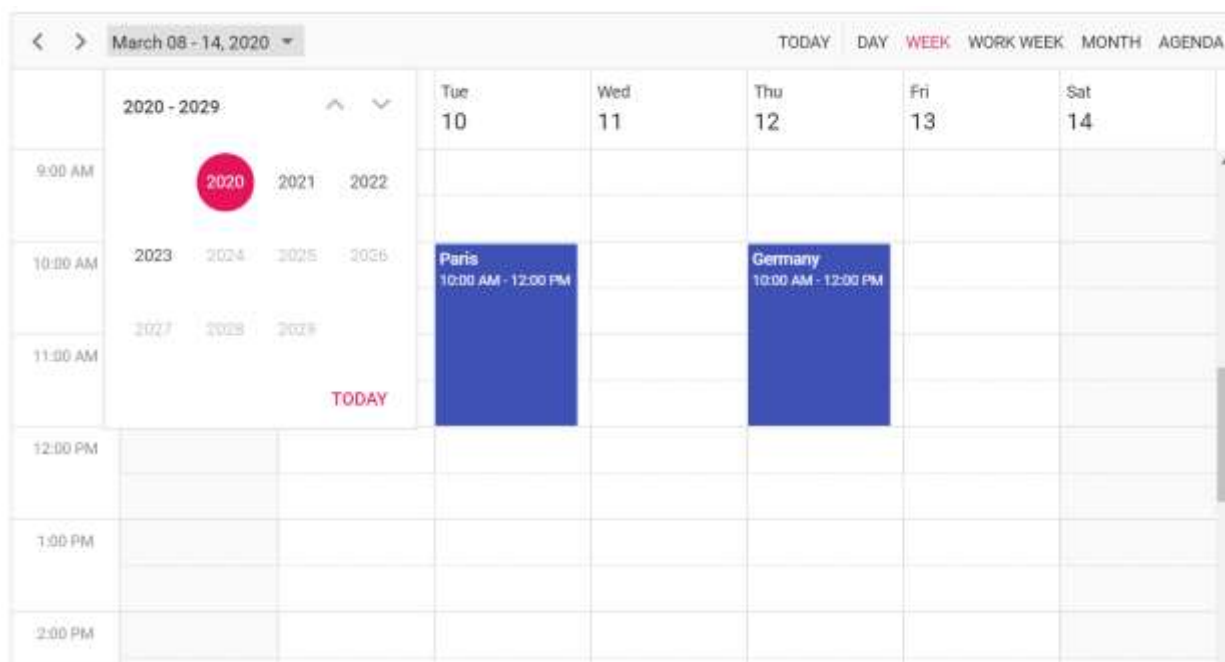 March 08 - 14, 2020
TODAY DAY WEEK WORK WEEK MONTH AGENDA
2020 - 2029
2020 2021 2022
2023 2024 2025 2026
2027 2028 2029
TODAY
Tue Wed Thu Fri Sat
10 11 12 13 14
9:00 AM
10:00 AM
Paris Germany
10:00 AM - 12:00 PM 10:00 AM - 12:00 PM
11:00 AM
12:00 PM
1:00 PM
2:00 PM